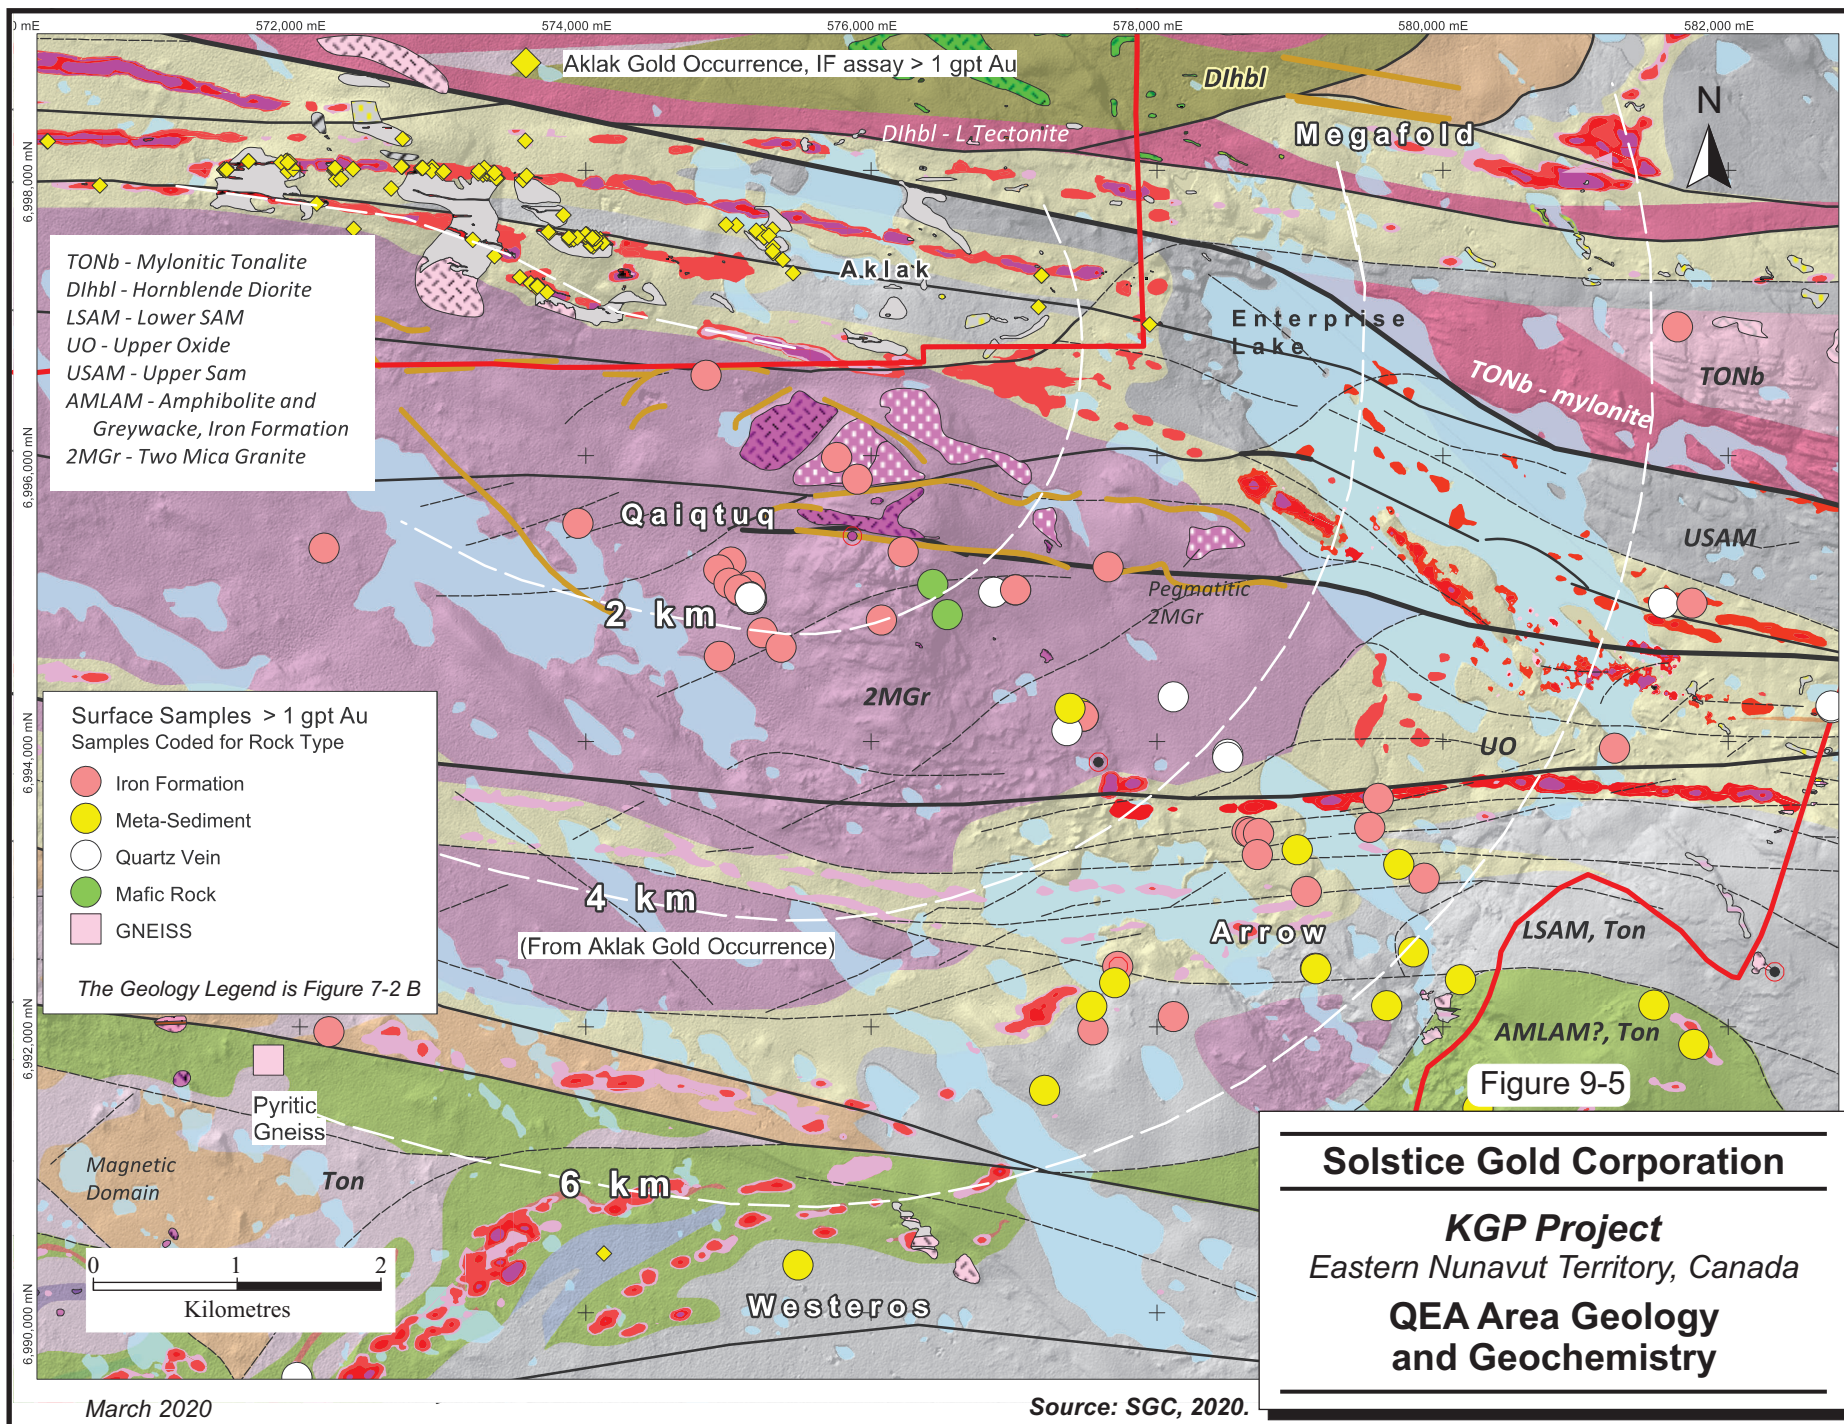 0 mE
572,000 mE
574,000 mE
576,000 mE
578,000 mE
580,000 mE
582,000 mE
Aklak Gold Occurrence, IF assay > 1 gpt Au
DIhbl
DIhbl - L Tectonite
Megafold
N
6,998,000 mN
TONb - Mylonitic Tonalite
DIhbl - Hornblende Diorite
LSAM - Lower SAM
UO - Upper Oxide
USAM - Upper Sam
AMLAM - Amphibolite and
Greywacke, Iron Formation
2MGr - Two Mica Granite
Aklak
Enterprise
Lake
TONb
TONb - mylonite
6,996,000 mN
Qaiqtuq
USAM
Pegmatitic
2MGr
2 km
2MGr
UO
6,994,000 mN
Surface Samples > 1 gpt Au
Samples Coded for Rock Type
Iron Formation
Meta-Sediment
Quartz Vein
Mafic Rock
GNEISS
The Geology Legend is Figure 7-2 B
4 km
(From Aklak Gold Occurrence)
Arrow
LSAM, Ton
6,992,000 mN
AMLAM?, Ton
Figure 9-5
Pyritic
Gneiss
Magnetic
Domain
Ton
6 km
0 1 2
Kilometres
Westeros
6,990,000 mN
Solstice Gold Corporation
KGP Project
Eastern Nunavut Territory, Canada
QEA Area Geology
and Geochemistry
March 2020
Source: SGC, 2020.